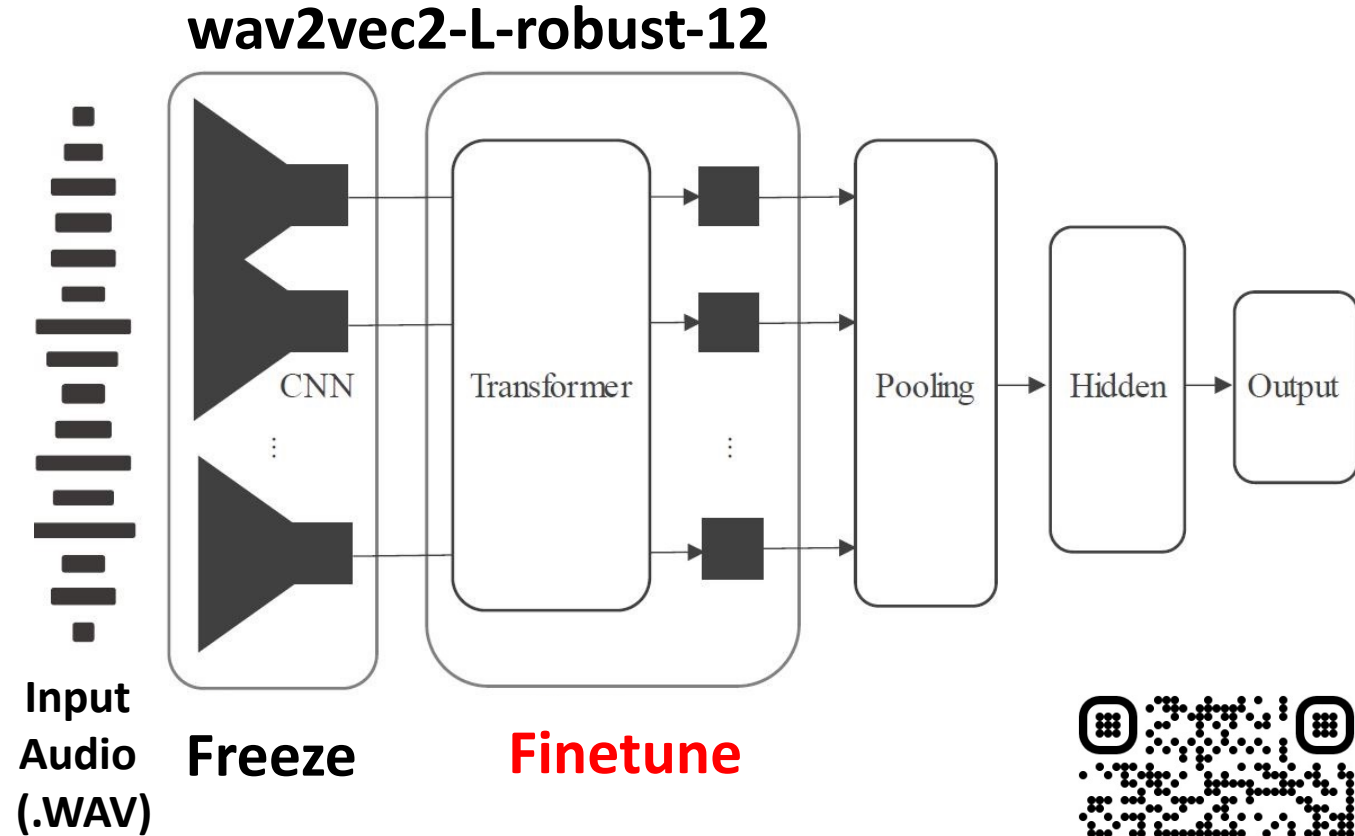 wav2vec2-L-robust-12
CNN
⋮
Transformer
⋮
Pooling
Hidden
Output
Input
Audio
(.WAV)
Freeze
Finetune